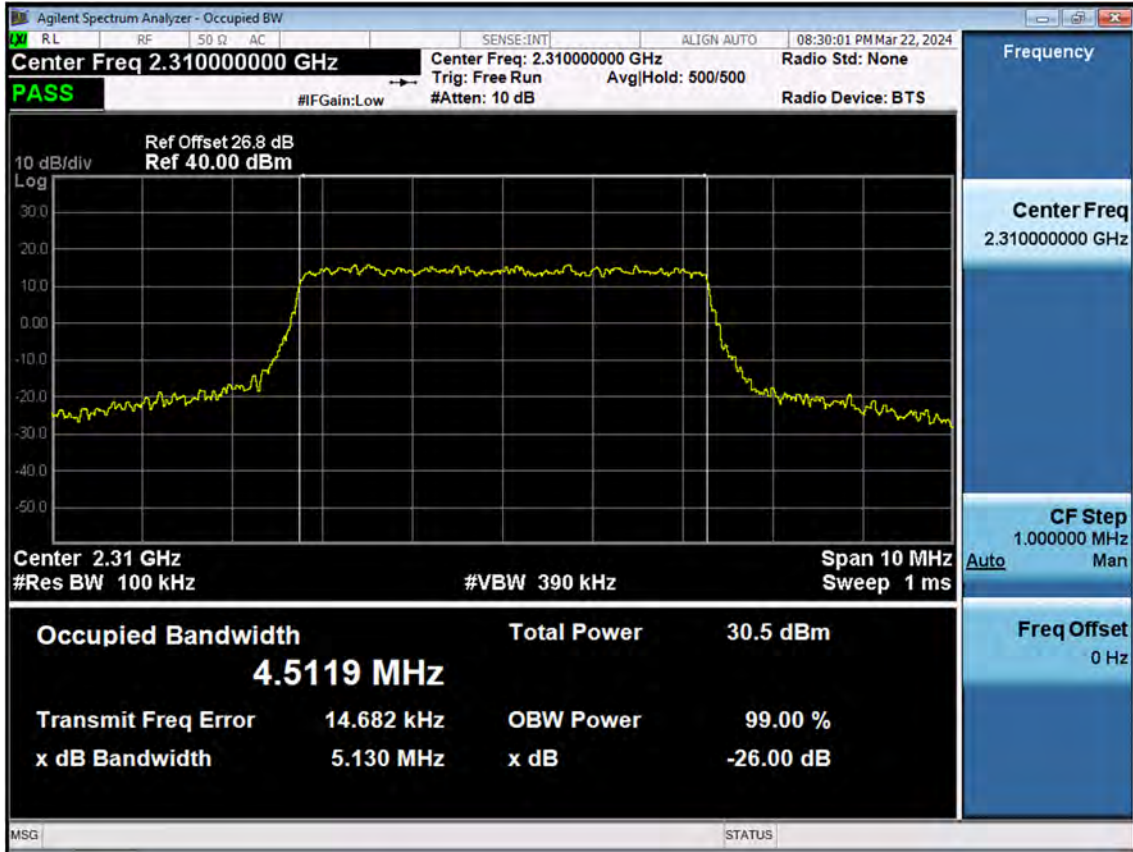 Agilent Spectrum Analyzer - Occupied BW
LXI RL RF 50 Ω AC SENSE:INT ALIGN AUTO 08:30:01 PM Mar 22, 2024
Center Freq 2.310000000 GHz Center Freq: 2.310000000 GHz Radio Std: None
Trig: Free Run Avg|Hold: 500/500
PASS #IFGain:Low #Atten: 10 dB Radio Device: BTS
Ref Offset 26.8 dB
10 dB/div Ref 40.00 dBm
Log
30.0
20.0
10.0
0.00
-10.0
-20.0
-30.0
-40.0
-50.0
Center 2.31 GHz Span 10 MHz
#Res BW 100 kHz #VBW 390 kHz Sweep 1 ms
Occupied Bandwidth Total Power 30.5 dBm
4.5119 MHz
Transmit Freq Error 14.682 kHz OBW Power 99.00 %
x dB Bandwidth 5.130 MHz x dB -26.00 dB
MSG STATUS
Frequency
Center Freq
2.310000000 GHz
CF Step
1.000000 MHz
Auto Man
Freq Offset
0 Hz